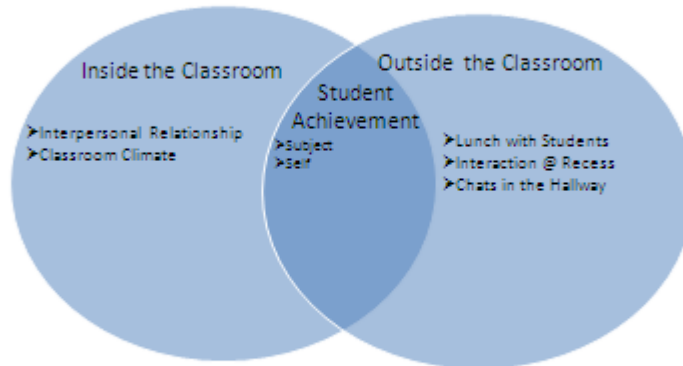 Inside the Classroom
➤Interpersonal Relationship
➤Classroom Climate
Student
Achievement
➤Subject
➤Self
Outside the Classroom
➤Lunch with Students
➤Interaction @ Recess
➤Chats in the Hallway